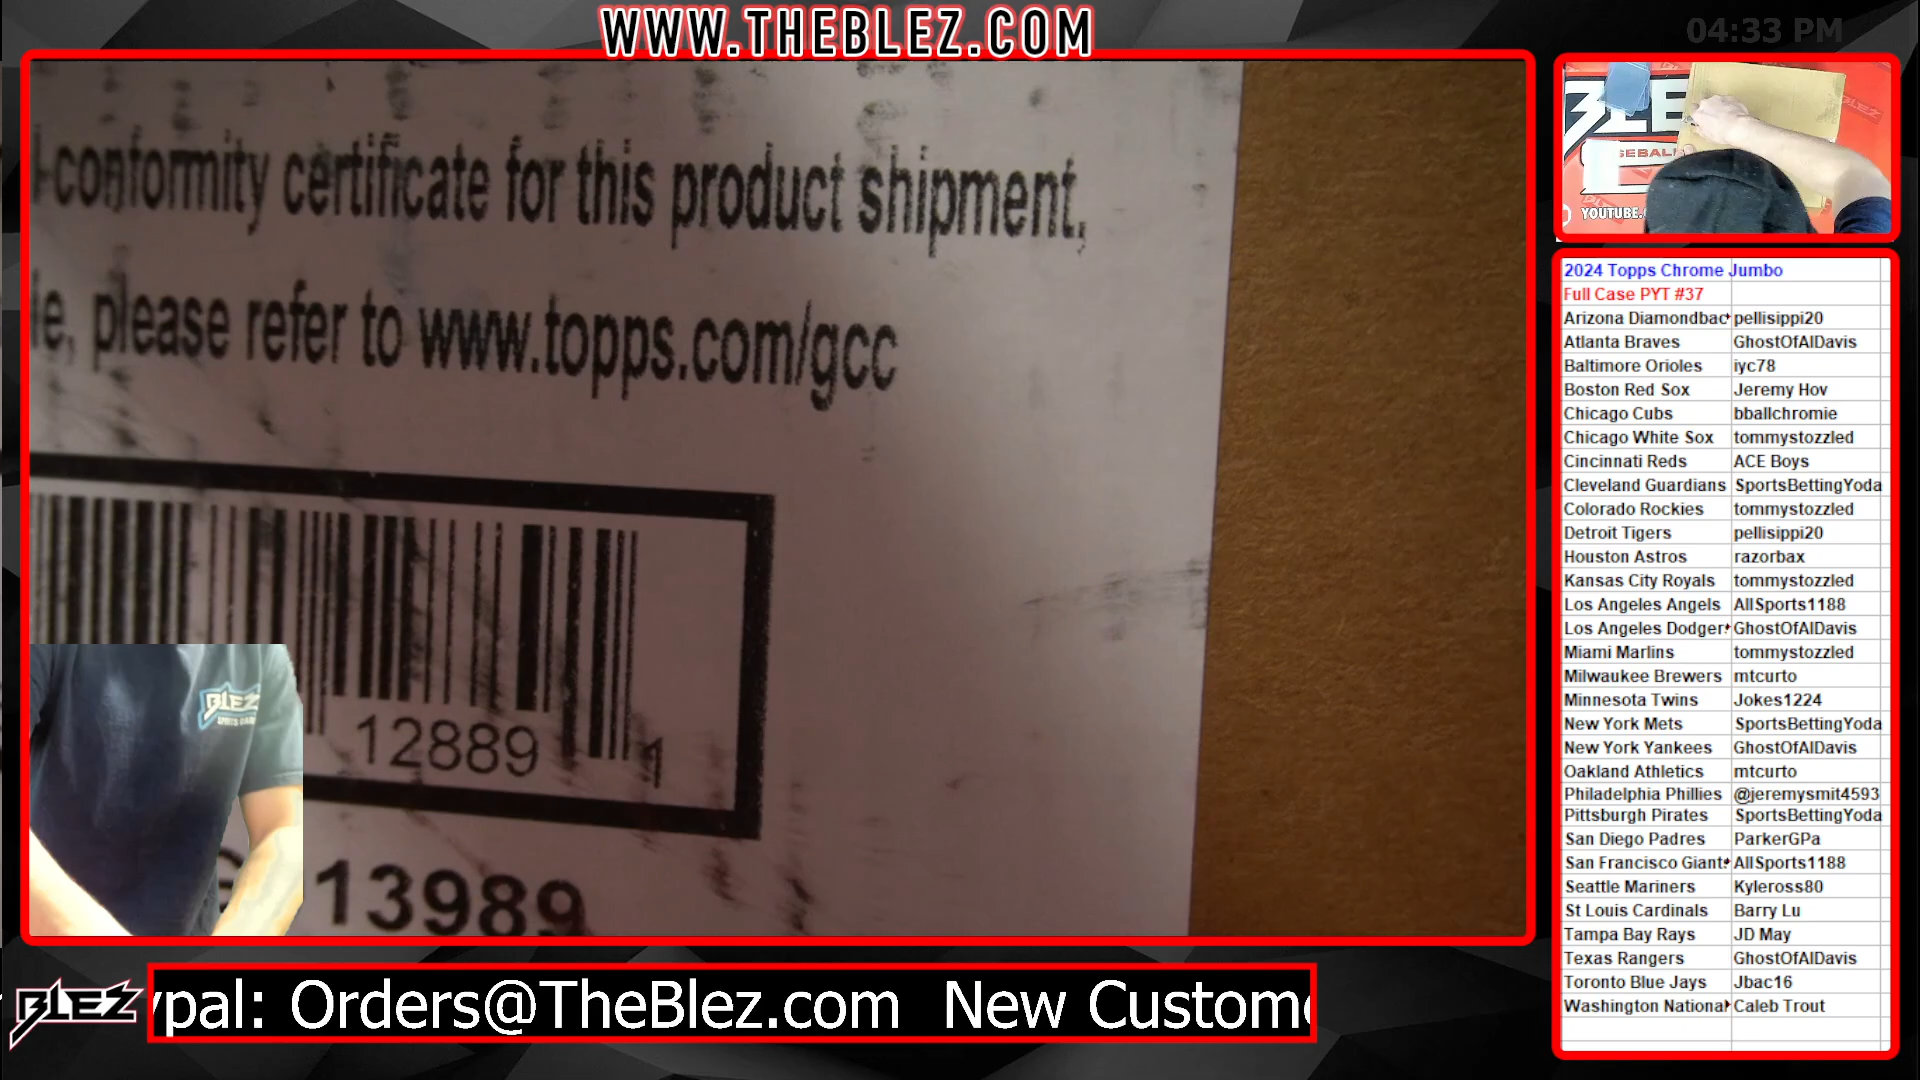 WWW.THEBLEZ.COM
04:33 PM
-conformity certificate for this product shipment,
please refer to www.topps.com/gcc
12889 1
13989
BLEZ
YOUTUBE.
2024 Topps Chrome Jumbo
Full Case PYT #37
Arizona Diamondbac pellisippi20
Atlanta Braves GhostOfAlDavis
Baltimore Orioles iyc78
Boston Red Sox Jeremy Hov
Chicago Cubs bballchromie
Chicago White Sox tommystozzled
Cincinnati Reds ACE Boys
Cleveland Guardians SportsBettingYoda
Colorado Rockies tommystozzled
Detroit Tigers pellisippi20
Houston Astros razorbax
Kansas City Royals tommystozzled
Los Angeles Angels AllSports1188
Los Angeles Dodger GhostOfAlDavis
Miami Marlins tommystozzled
Milwaukee Brewers mtcurto
Minnesota Twins Jokes1224
New York Mets SportsBettingYoda
New York Yankees GhostOfAlDavis
Oakland Athletics mtcurto
Philadelphia Phillies @jeremysmit4593
Pittsburgh Pirates SportsBettingYoda
San Diego Padres ParkerGPa
San Francisco Giant AllSports1188
Seattle Mariners Kyleross80
St Louis Cardinals Barry Lu
Tampa Bay Rays JD May
Texas Rangers GhostOfAlDavis
Toronto Blue Jays Jbac16
Washington National Caleb Trout
BLEZ
ypal: Orders@TheBlez.com New Custome